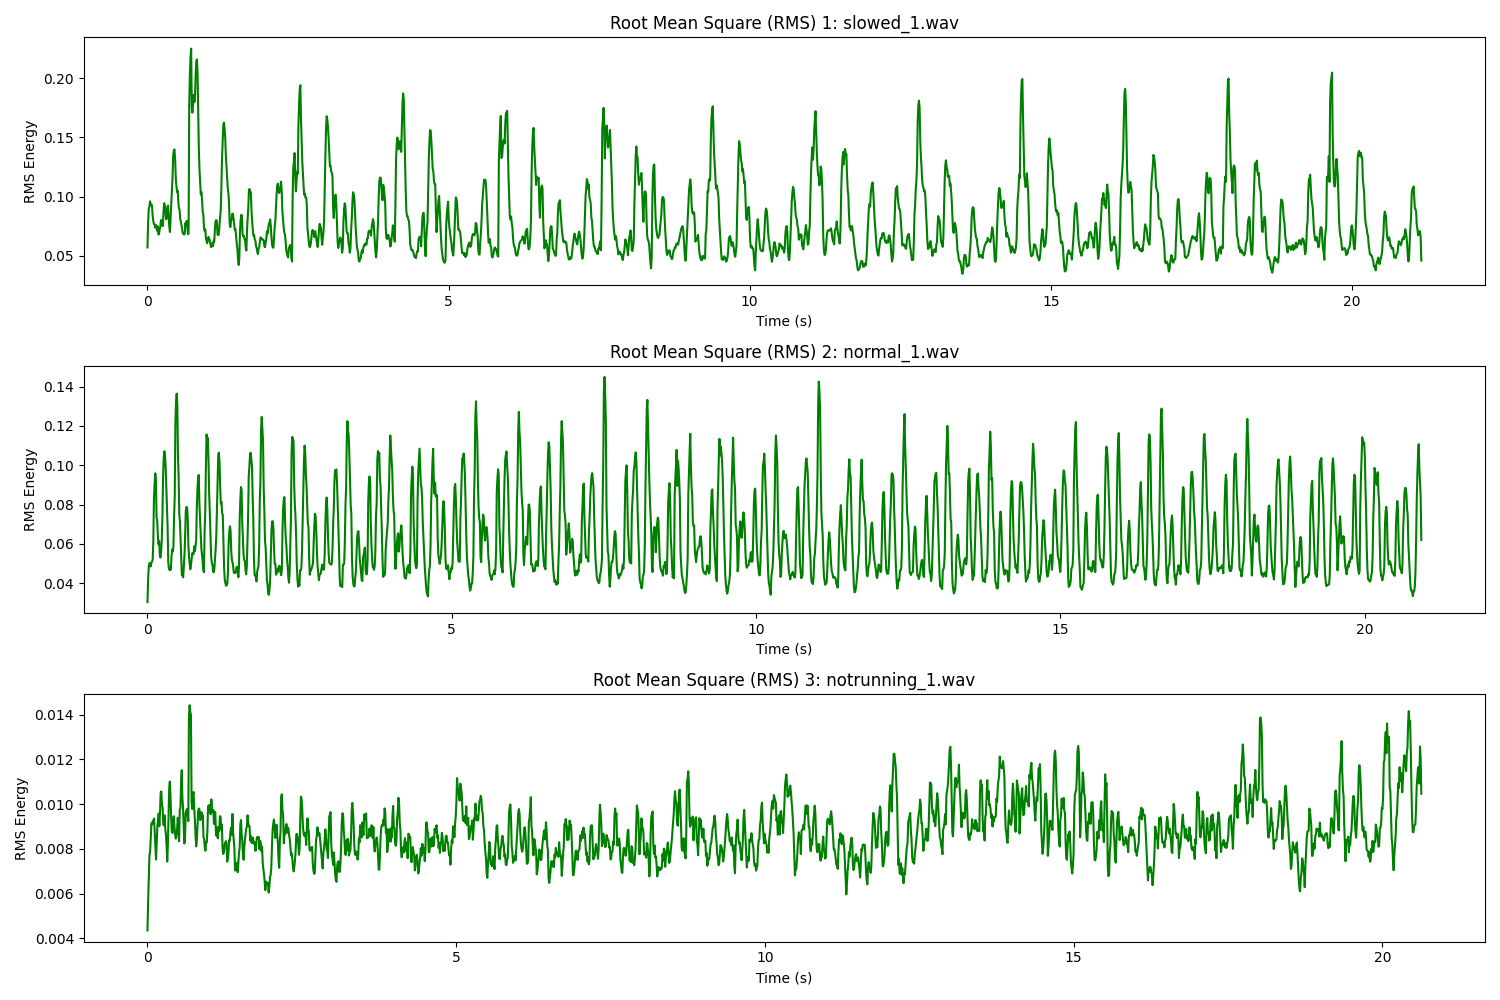 Root Mean Square (RMS) 1: slowed_1.wav
RMS Energy
0.20
0.15
0.10
0.05
0 5 10 15 20
Time (s)
Root Mean Square (RMS) 2: normal_1.wav
RMS Energy
0.14
0.12
0.10
0.08
0.06
0.04
0 5 10 15 20
Time (s)
Root Mean Square (RMS) 3: notrunning_1.wav
RMS Energy
0.014
0.012
0.010
0.008
0.006
0.004
0 5 10 15 20
Time (s)